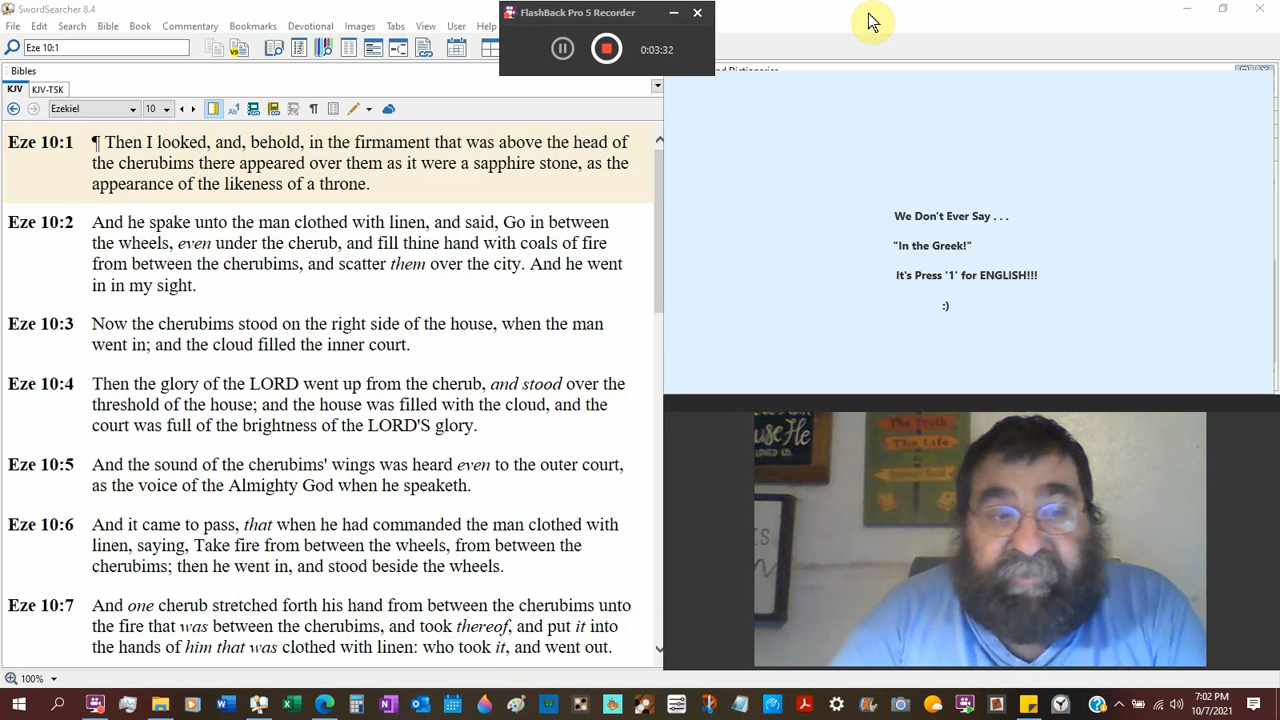 SwordSearcher 8.4
File Edit Search Bibles Commentary Bookmarks Devotional Images View User Help
Eze 10:1
FlashBack Pro 5 Recorder
0:03:32
Bibles
and Dictionaries
KJV KJV-TSK
Ezekiel 10
Eze 10:1 ¶ Then I looked, and, behold, in the firmament that was above the head of
the cherubims there appeared over them as it were a sapphire stone, as the
appearance of the likeness of a throne.
Eze 10:2 And he spake unto the man clothed with linen, and said, Go in between
the wheels, even under the cherub, and fill thine hand with coals of fire
from between the cherubims, and scatter them over the city. And he went
in in my sight.
Eze 10:3 Now the cherubims stood on the right side of the house, when the man
went in; and the cloud filled the inner court.
Eze 10:4 Then the glory of the LORD went up from the cherub, and stood over the
threshold of the house; and the house was filled with the cloud, and the
court was full of the brightness of the LORD'S glory.
Eze 10:5 And the sound of the cherubims' wings was heard even to the outer court,
as the voice of the Almighty God when he speaketh.
Eze 10:6 And it came to pass, that when he had commanded the man clothed with
linen, saying, Take fire from between the wheels, from between the
cherubims; then he went in, and stood beside the wheels.
Eze 10:7 And one cherub stretched forth his hand from between the cherubims unto
the fire that was between the cherubims, and took thereof, and put it into
the hands of him that was clothed with linen: who took it, and went out.
We Don't Ever Say . . .
"In the Greek!"
It's Press '1' for ENGLISH!!!
:)
use He
LOVED CO.
The Truth
The Life
IS
100%
7:02 PM
10/7/2021